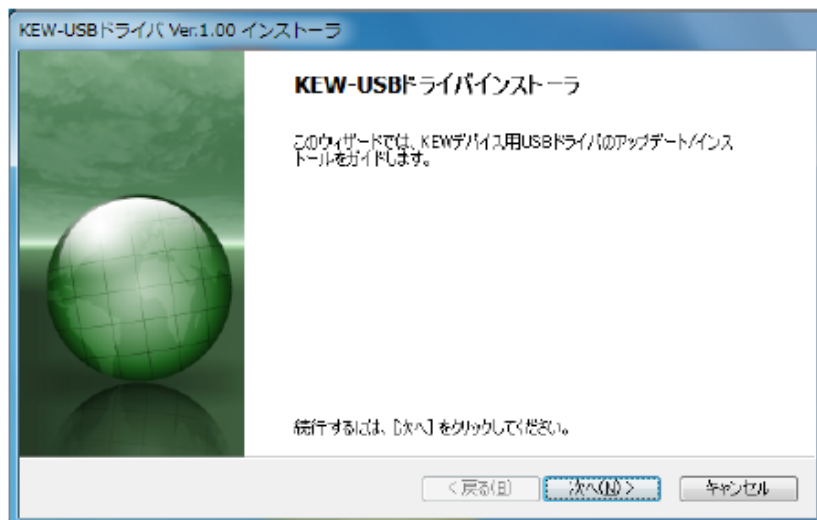 KEW-USBドライバ Ver.1.00 インストーラ
KEW-USBドライバインストーラ
このウィザードでは、KEWデバイス用USBドライバのアップデート/インス
トールをガイドします。
続行するには、[次へ] をクリックしてください。
< 戻る(B)
次へ(N) >
キャンセル